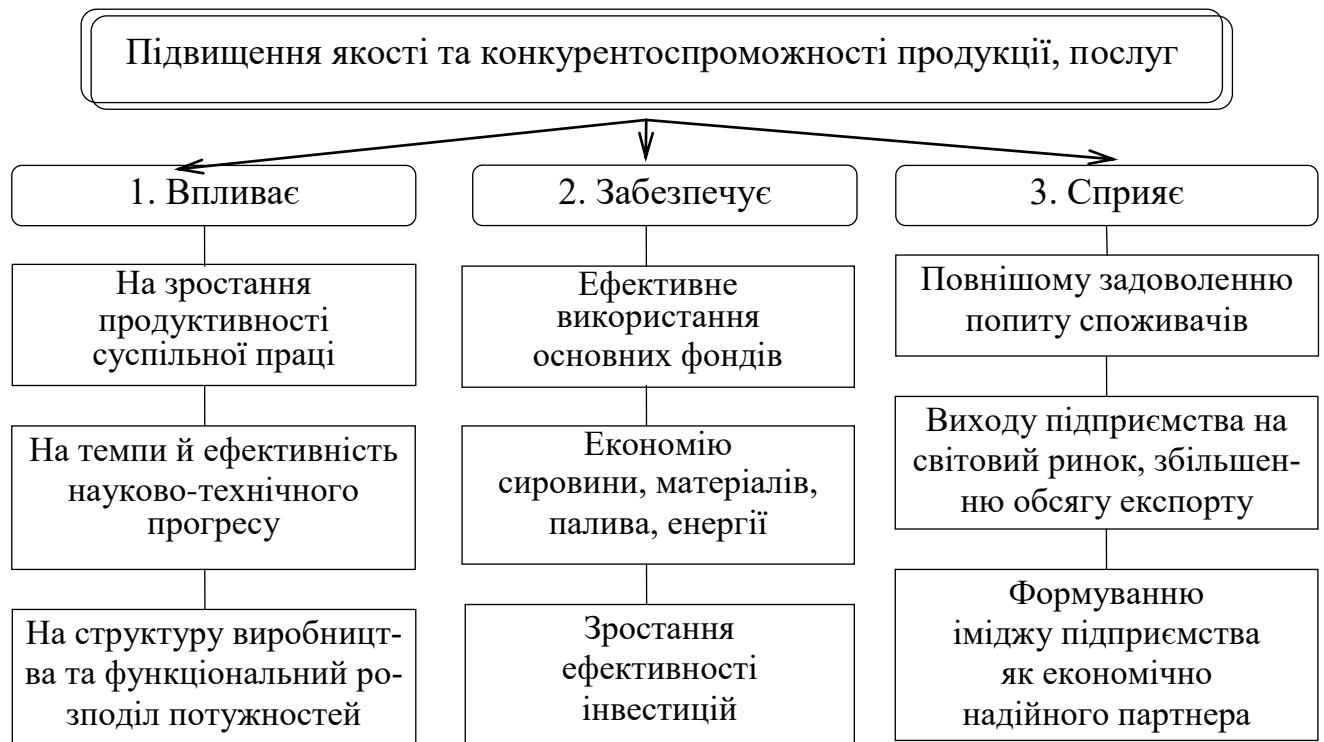 Підвищення якості та конкурентоспроможності продукції, послуг
1. Впливає
На зростання
продуктивності
суспільної праці
На темпи й ефективність
науково-технічного
прогресу
На структуру виробницт-
ва та функціональний ро-
зподіл потужностей
2. Забезпечує
Ефективне
використання
основних фондів
Економію
сировини, матеріалів,
палива, енергії
Зростання
ефективності
інвестицій
3. Сприяє
Повнішому задоволенню
попиту споживачів
Виходу підприємства на
світовий ринок, збільшен-
ню обсягу експорту
Формуванню
іміджу підприємства
як економічно
надійного партнера